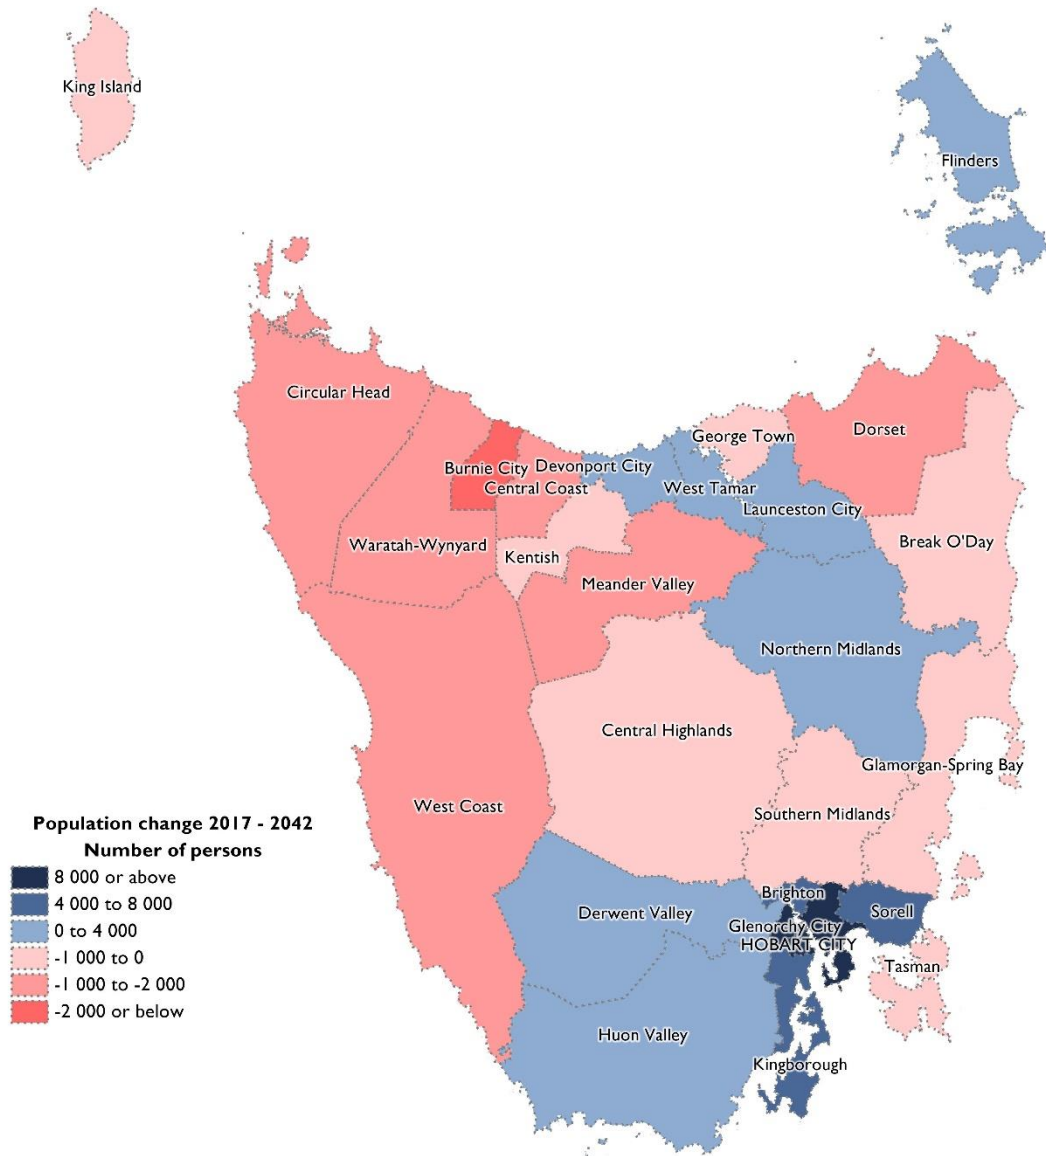 King Island
Flinders
Circular Head
Dorset
George Town
Burnie City
Devonport City
Central Coast
West Tamar
Launceston City
Waratah-Wynyard
Kentish
Break O'Day
Meander Valley
Northern Midlands
Central Highlands
Glamorgan-Spring Bay
West Coast
Southern Midlands
Population change 2017 - 2042
Number of persons
8 000 or above
4 000 to 8 000
0 to 4 000
-1 000 to 0
-1 000 to -2 000
-2 000 or below
Brighton
Derwent Valley
Sorell
Glenorchy City
HOBART CITY
Tasman
Huon Valley
Kingborough